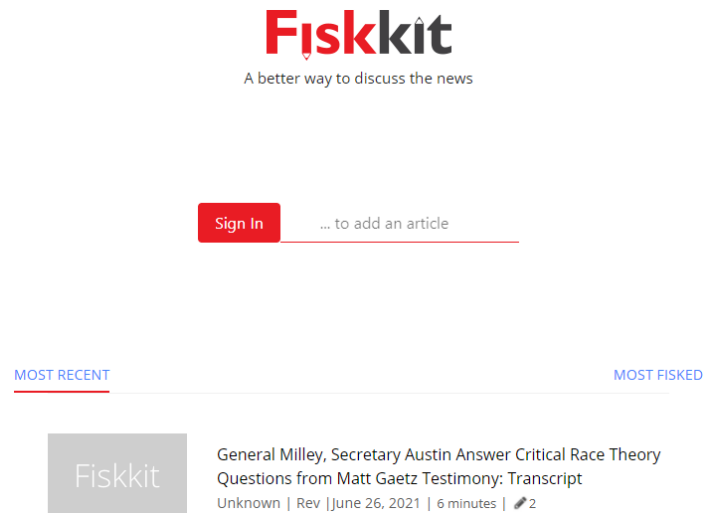 Fiskkit
A better way to discuss the news
Sign In ... to add an article
MOST RECENT MOST FISKED
Fiskkit
General Milley, Secretary Austin Answer Critical Race Theory
Questions from Matt Gaetz Testimony: Transcript
Unknown | Rev |June 26, 2021 | 6 minutes | 2